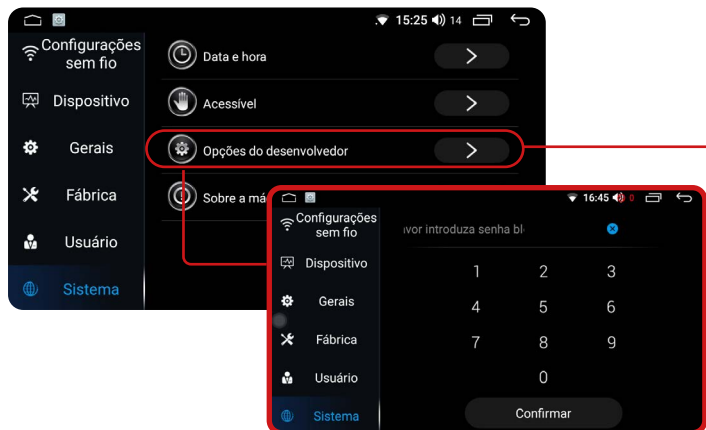 15:25 14
Configurações
sem fio
Dispositivo
Gerais
Fábrica
Usuário
Sistema
Data e hora
Acessível
Opções do desenvolvedor
Sobre a má
16:45 0
Configurações
sem fio
Dispositivo
Gerais
Fábrica
Usuário
Sistema
vor introduza senha bl
1 2 3
4 5 6
7 8 9
0
Confirmar